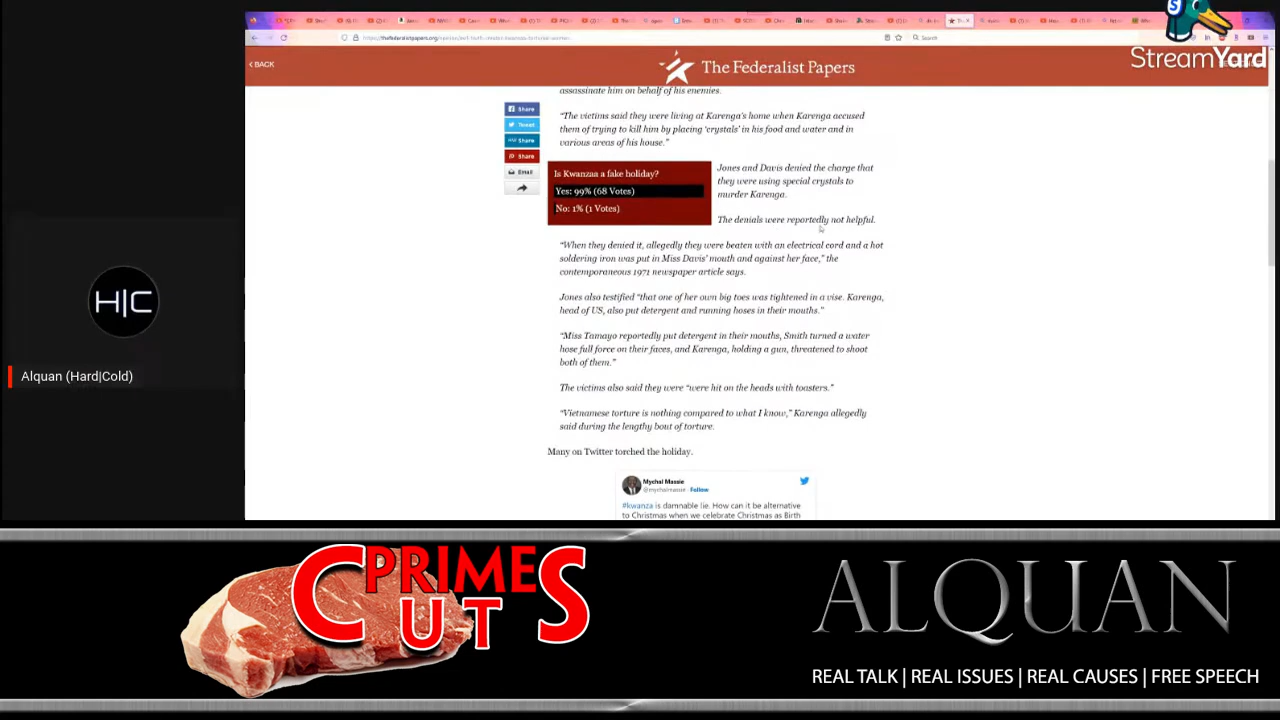 StreamYard
BACK
The Federalist Papers
assassinate him on behalf of his enemies.
Share
Tweet
Share
Share
Email
“The victims said they were living at Karenga’s home when Karenga accused
them of trying to kill him by placing ‘crystals’ in his food and water and in
various areas of his house.”
Is Kwanzaa a fake holiday?
Yes: 99% (68 Votes)
No: 1% (1 Votes)
Jones and Davis denied the charge that
they were using special crystals to
murder Karenga.
The denials were reportedly not helpful.
“When they denied it, allegedly they were beaten with an electrical cord and a hot
soldering iron was put in Miss Davis’ mouth and against her face,” the
contemporaneous 1971 newspaper article says.
Jones also testified “that one of her own big toes was tightened in a vise. Karenga,
head of US, also put detergent and running hoses in their mouths.”
“Miss Tamayo reportedly put detergent in their mouths, Smith turned a water
hose full force on their faces, and Karenga, holding a gun, threatened to shoot
both of them.”
The victims also said they were “were hit on the heads with toasters.”
“Vietnamese torture is nothing compared to what I know,” Karenga allegedly
said during the lengthy bout of torture.
Many on Twitter torched the holiday.
Mychal Massie
@mychalmassie · Follow
#kwanza is damnable lie. How can it be alternative
to Christmas when we celebrate Christmas as Birth
H|C
Alquan (Hard|Cold)
PRIME
CUTS
ALQUAN
REAL TALK | REAL ISSUES | REAL CAUSES | FREE SPEECH